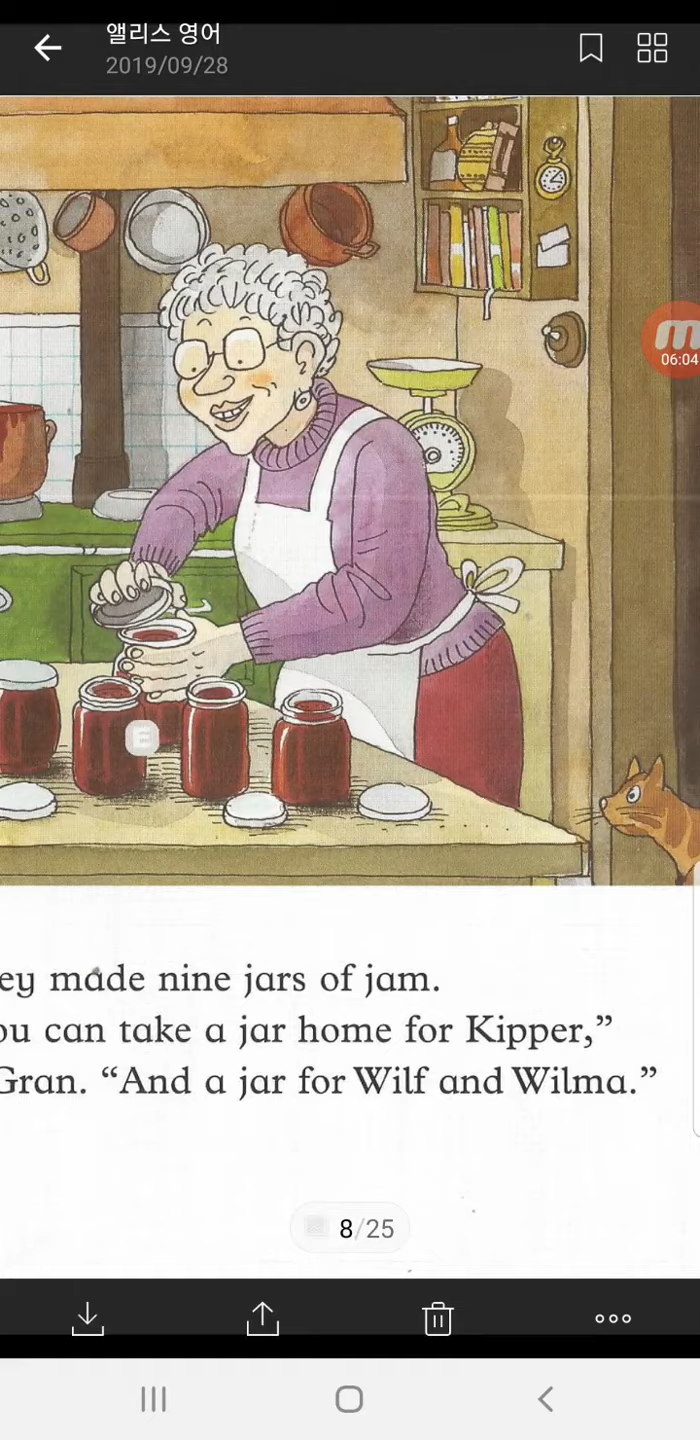 앨리스 영어
2019/09/28
m
06:04
E
ey made nine jars of jam.
ou can take a jar home for Kipper,”
Gran. “And a jar for Wilf and Wilma.”
8/25